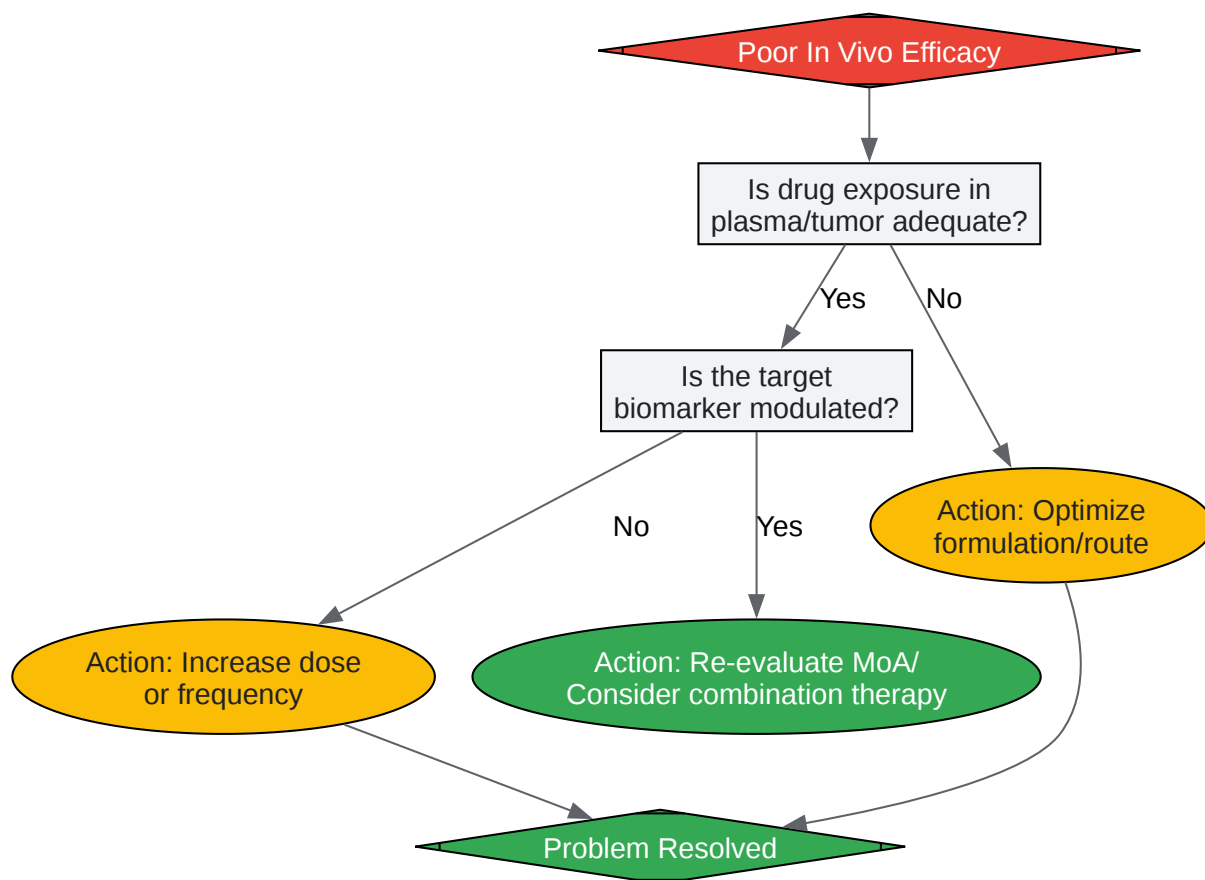 Poor In Vivo Efficacy
Is drug exposure in
plasma/tumor adequate?
Yes
No
Is the target
biomarker modulated?
No
Yes
Action: Optimize
formulation/route
Action: Increase dose
or frequency
Action: Re-evaluate MoA/
Consider combination therapy
Problem Resolved